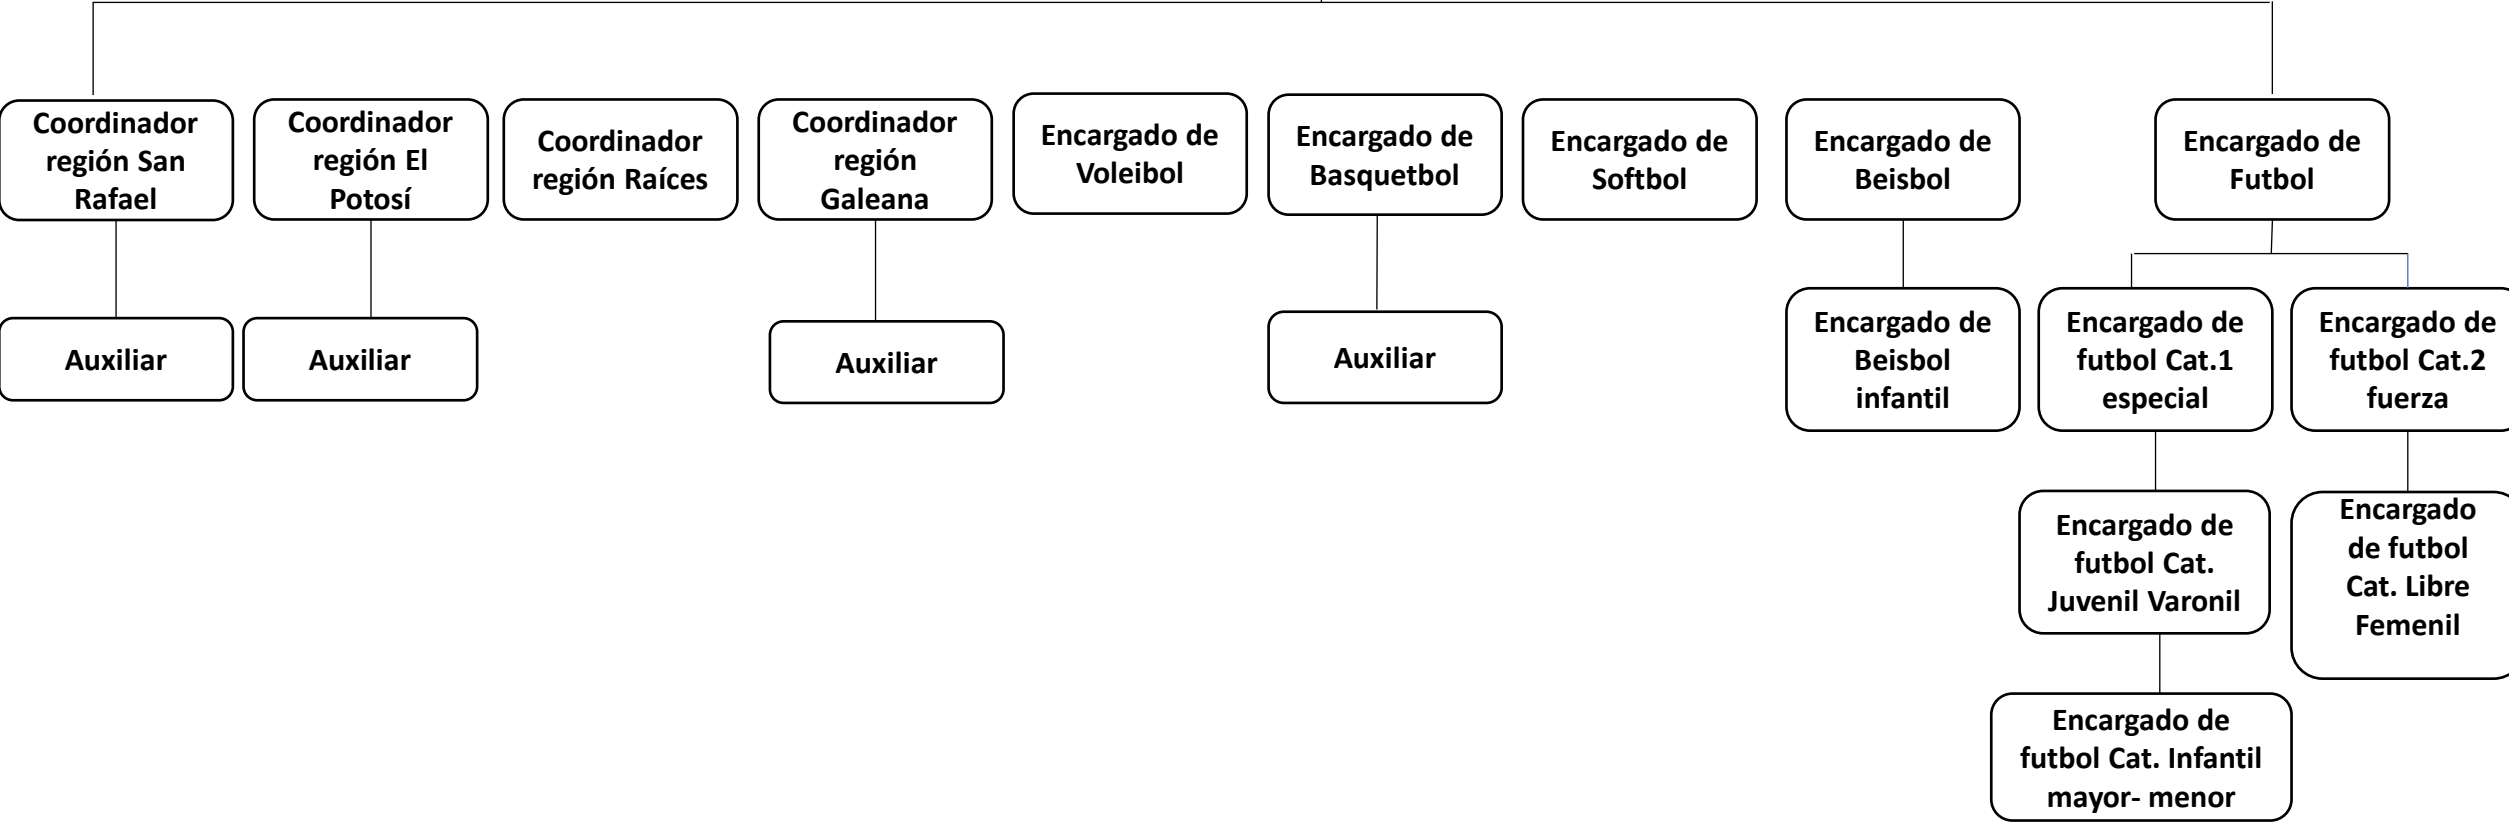 Coordinador
región San
Rafael
Coordinador
región El
Potosí
Coordinador
región Raíces
Coordinador
región
Galeana
Encargado de
Voleibol
Encargado de
Basquetbol
Encargado de
Softbol
Encargado de
Beisbol
Encargado de
Futbol
Auxiliar
Auxiliar
Auxiliar
Auxiliar
Encargado de
Beisbol
infantil
Encargado de
futbol Cat.1
especial
Encargado de
futbol Cat.2
fuerza
Encargado de
futbol Cat.
Juvenil Varonil
Encargado
de futbol
Cat. Libre
Femenil
Encargado de
futbol Cat. Infantil
mayor- menor